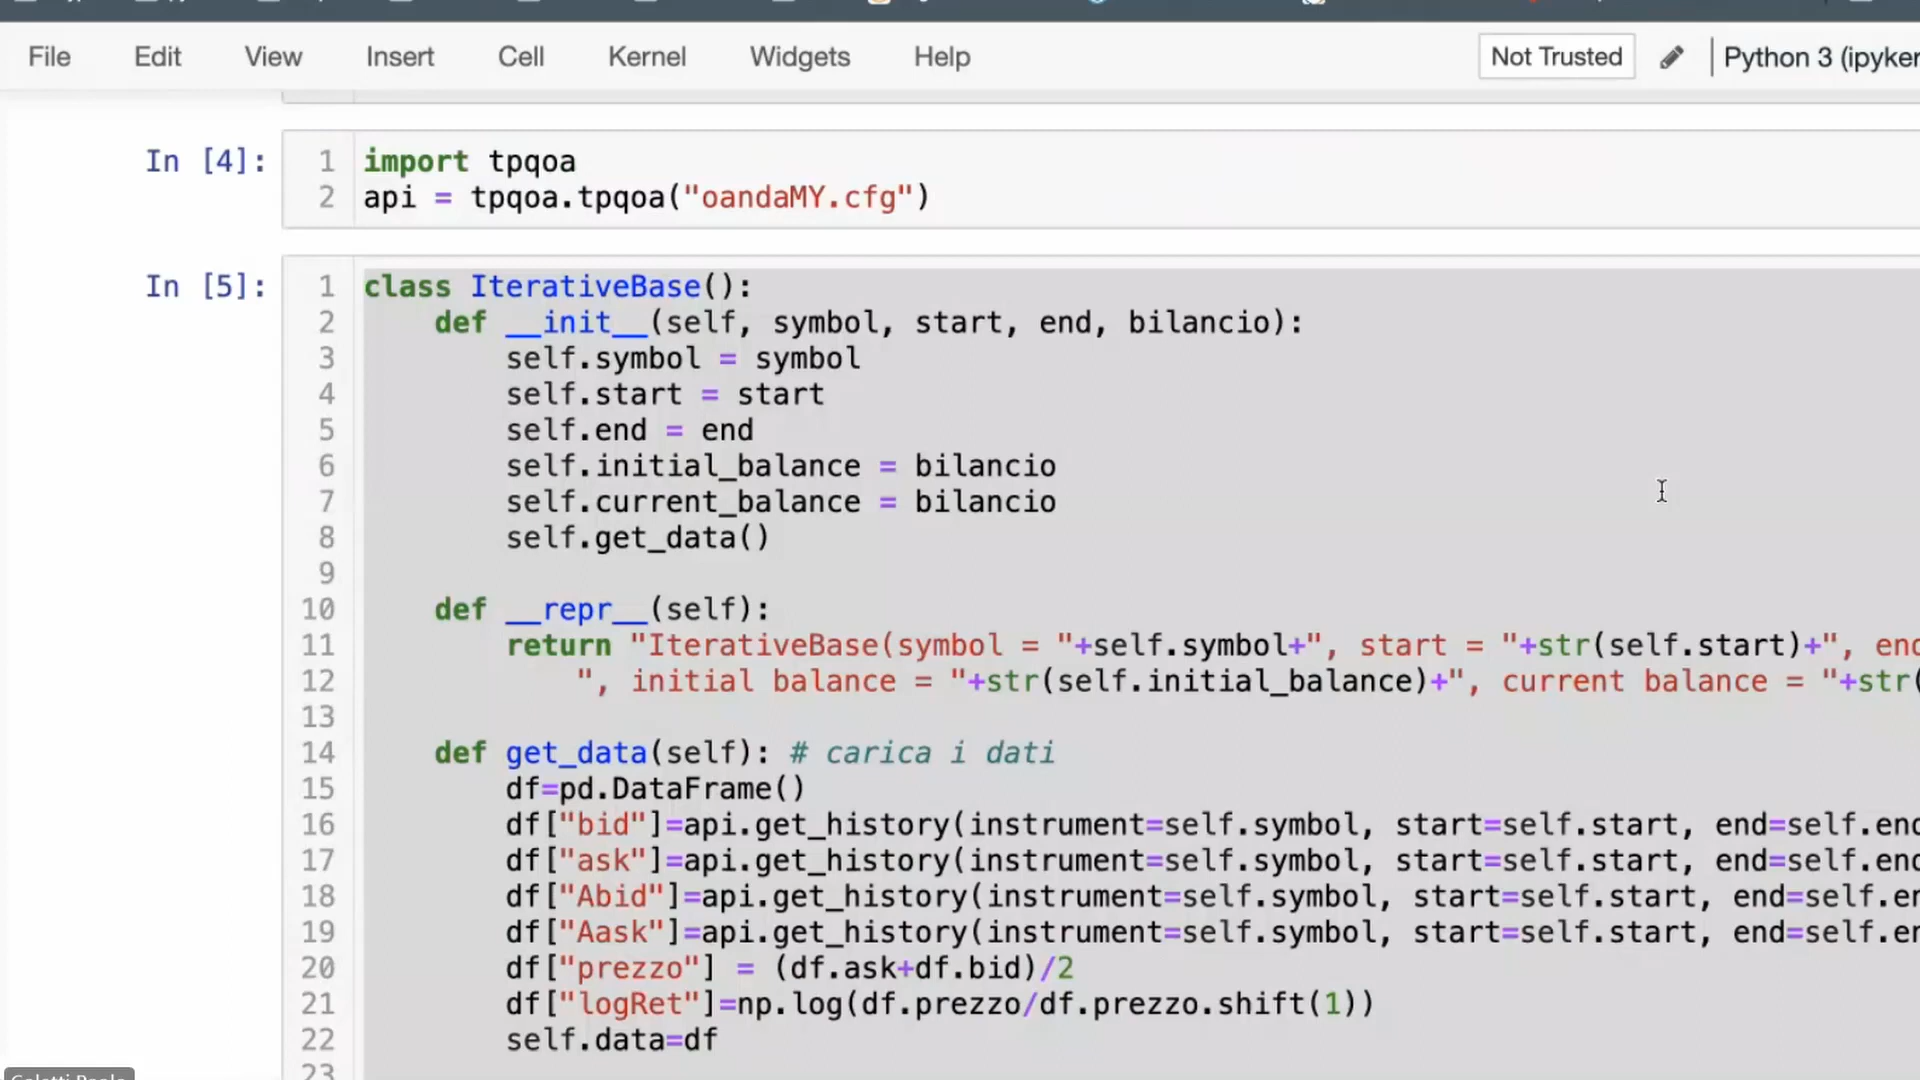 File Edit View Insert Cell Kernel Widgets Help Not Trusted Python 3 (ipyker
In [4]:
1 import tpqoa
2 api = tpqoa.tpqoa("oandaMY.cfg")
In [5]:
1 class IterativeBase():
2 def __init__(self, symbol, start, end, bilancio):
3 self.symbol = symbol
4 self.start = start
5 self.end = end
6 self.initial_balance = bilancio
7 self.current_balance = bilancio
8 self.get_data()
9
10 def __repr__(self):
11 return "IterativeBase(symbol = "+self.symbol+", start = "+str(self.start)+", end
12 ", initial balance = "+str(self.initial_balance)+", current balance = "+str(
13
14 def get_data(self): # carica i dati
15 df=pd.DataFrame()
16 df["bid"]=api.get_history(instrument=self.symbol, start=self.start, end=self.end
17 df["ask"]=api.get_history(instrument=self.symbol, start=self.start, end=self.end
18 df["Abid"]=api.get_history(instrument=self.symbol, start=self.start, end=self.en
19 df["Aask"]=api.get_history(instrument=self.symbol, start=self.start, end=self.en
20 df["prezzo"] = (df.ask+df.bid)/2
21 df["logRet"]=np.log(df.prezzo/df.prezzo.shift(1))
22 self.data=df
23